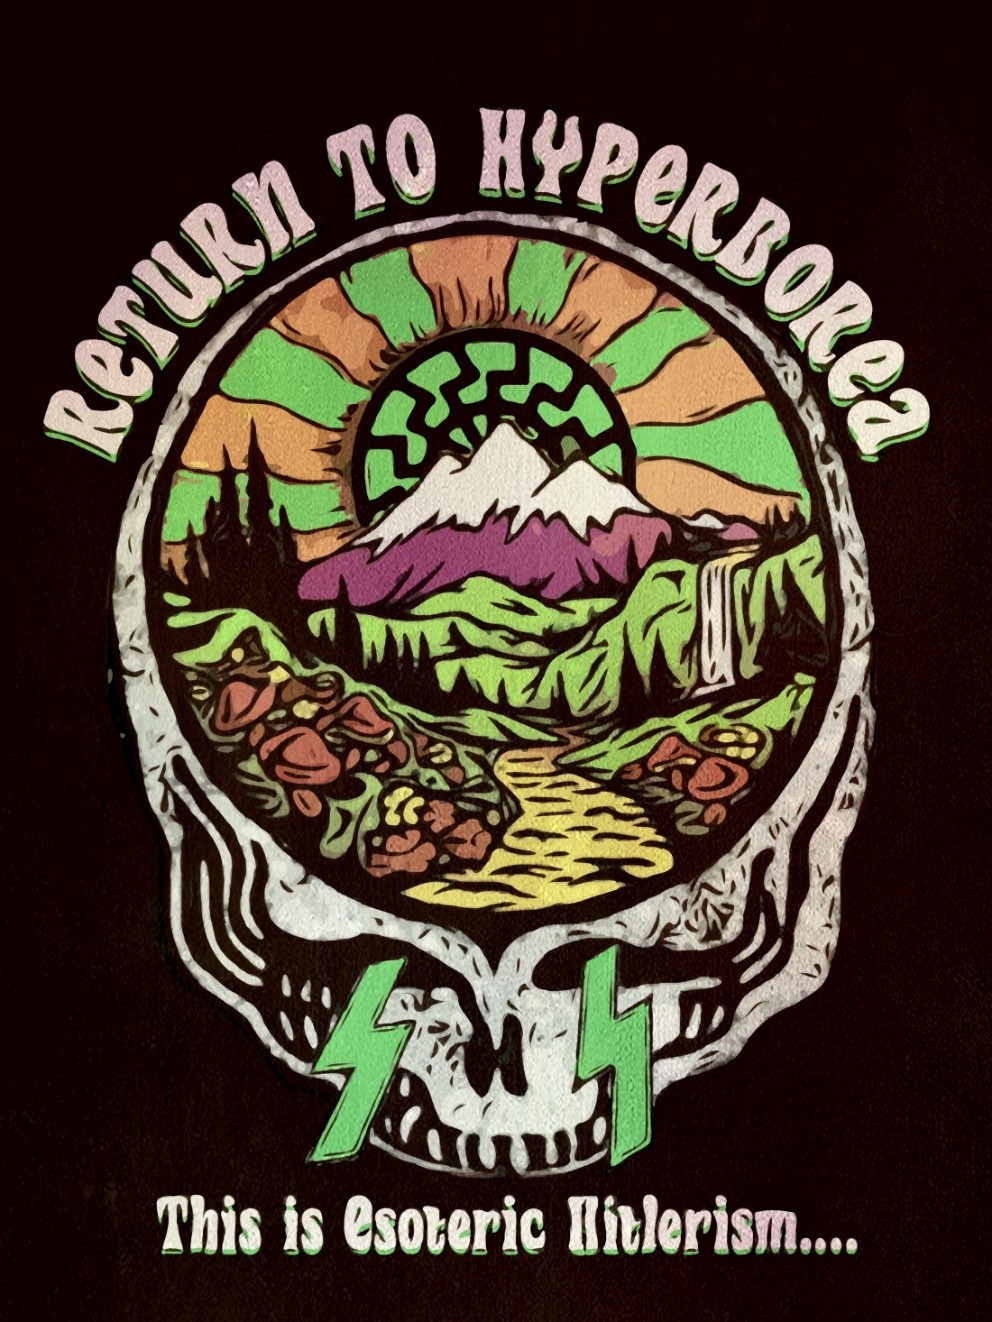 RETURN TO HYPERBOREA
This is Esoteric Hitlerism....